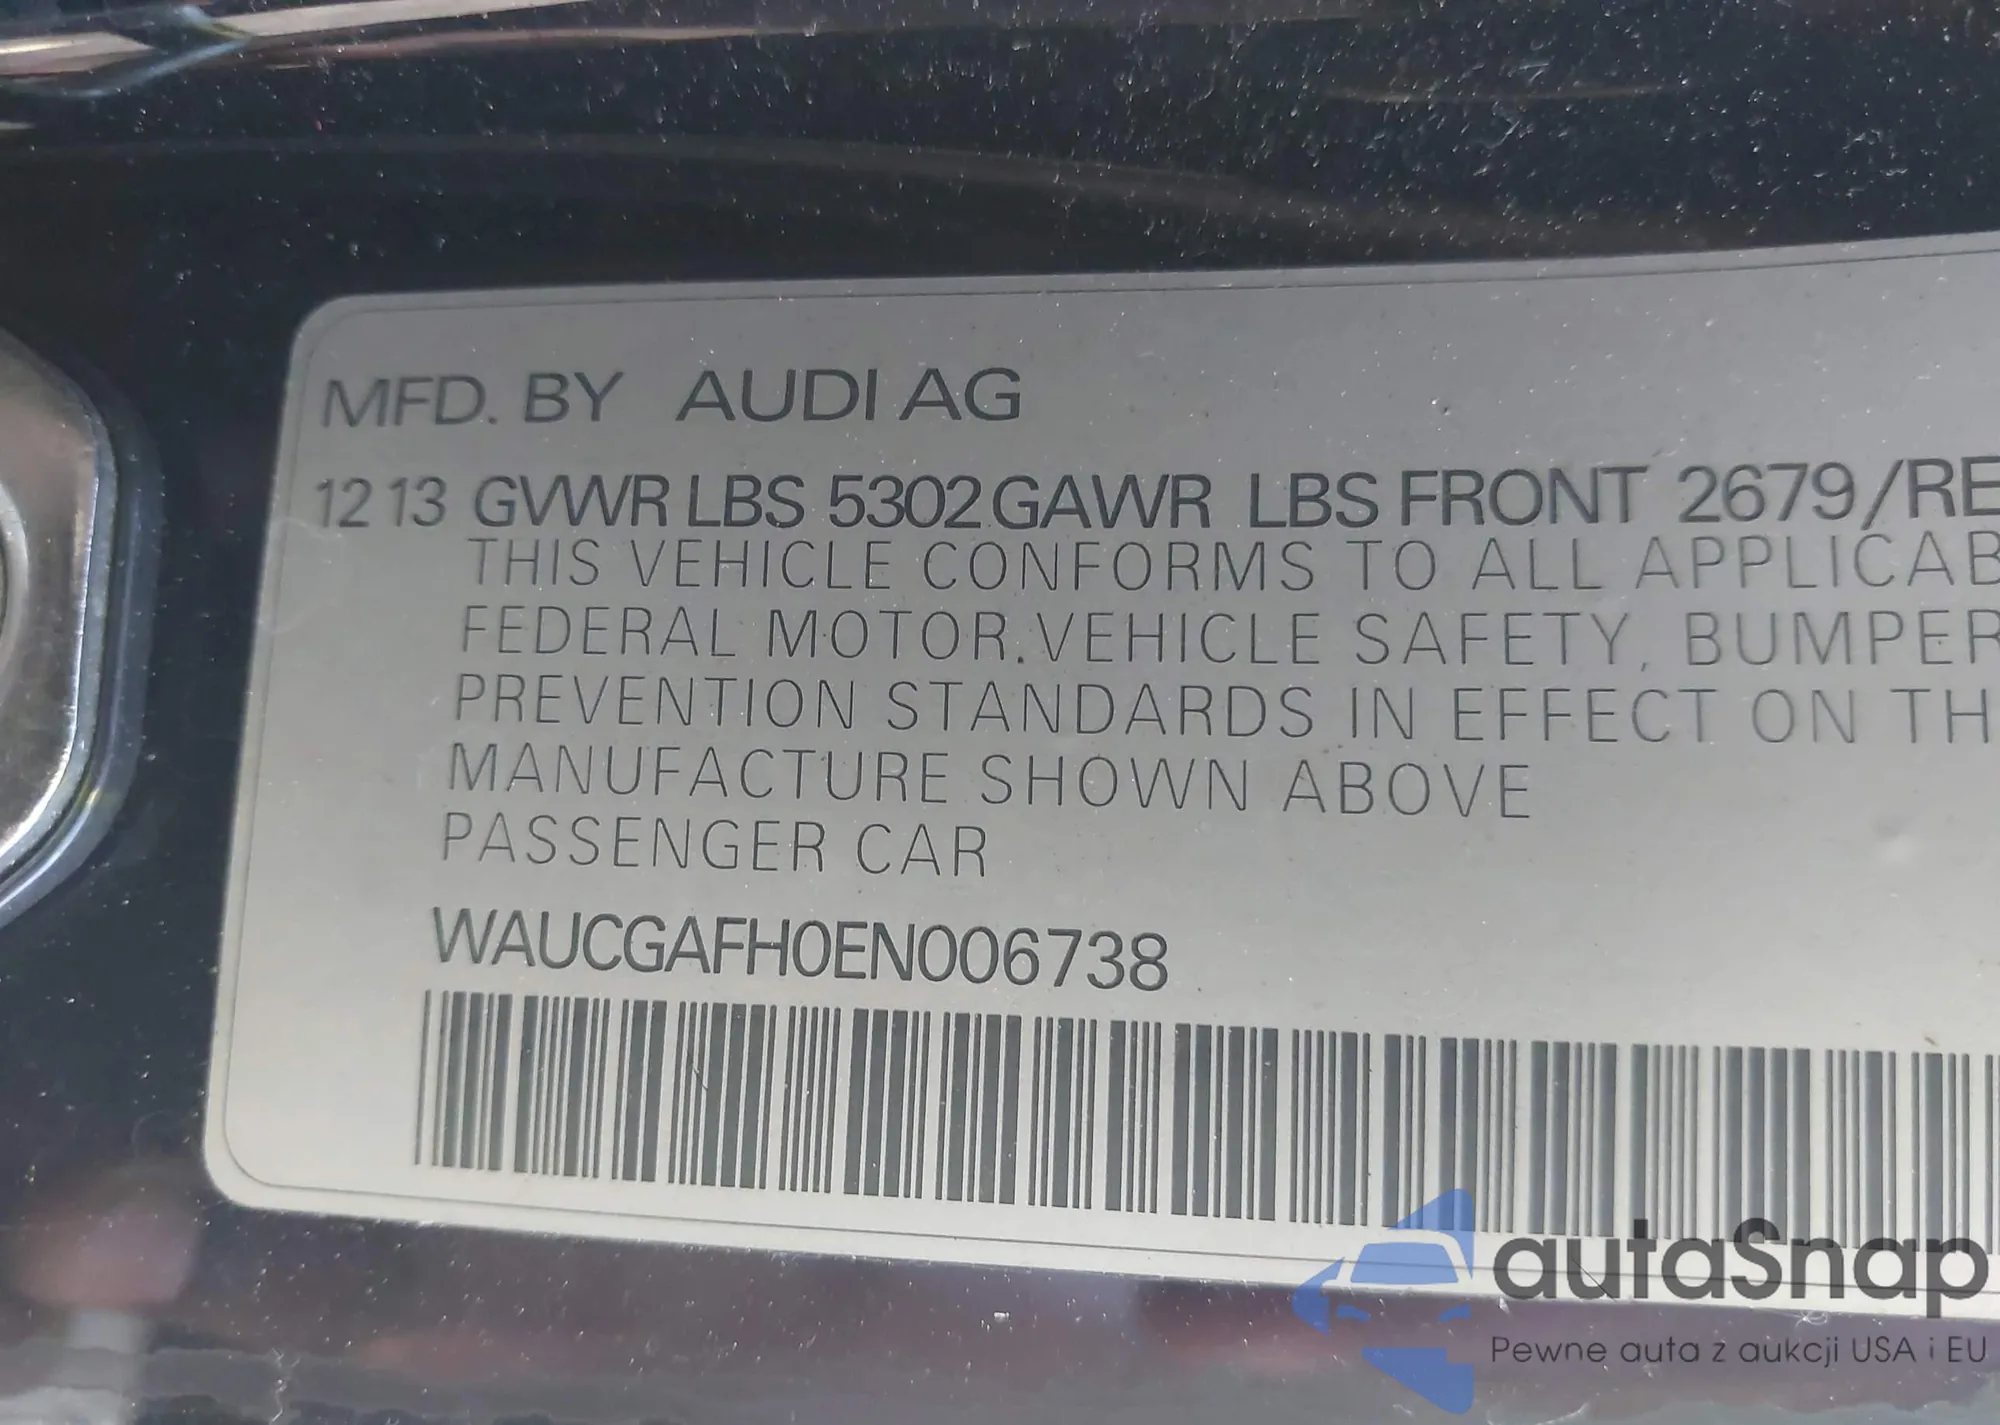 MFD. BY AUDI AG
12 13 GVWR LBS 5302 GAWR LBS FRONT 2679/RE
THIS VEHICLE CONFORMS TO ALL APPLICAB
FEDERAL MOTOR.VEHICLE SAFETY, BUMPER
PREVENTION STANDARDS IN EFFECT ON TH
MANUFACTURE SHOWN ABOVE
PASSENGER CAR
WAUCGAFH0EN006738
autaSnap
Pewne auta z aukcji USA i EU